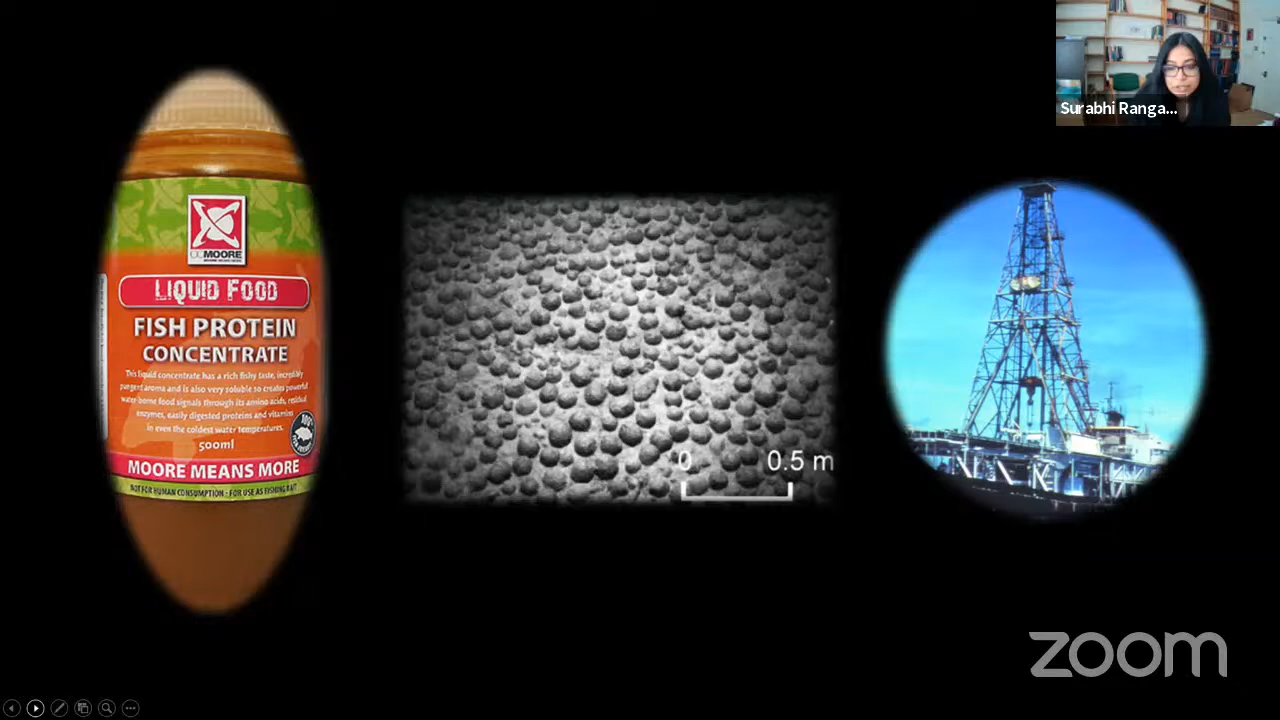 Surabhi Ranga...
CCMOORE
LIQUID FOOD
FISH PROTEIN
CONCENTRATE
This liquid concentrate has a rich fishy taste, incredibly
pungent aroma and is also very soluble so creates powerful
water borne food signals through its amino acids, residual
enzymes, easily digested proteins and vitamins
in even the coldest water temperatures.
500ml
MOORE MEANS MORE
NOT FOR HUMAN CONSUMPTION - FOR USE AS FISHING BAIT
0 0.5 m
zoom